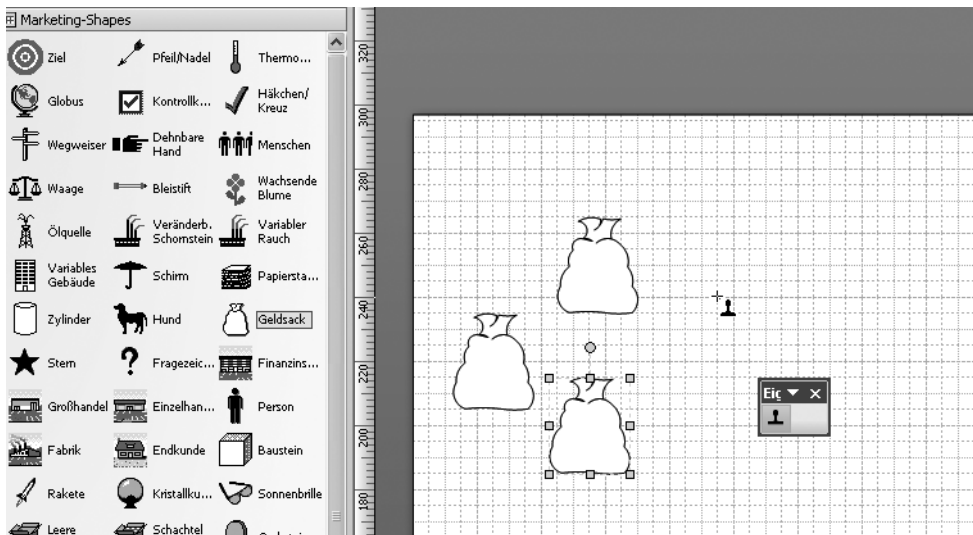 Marketing-Shapes
Ziel
Pfeil/Nadel
Thermo...
Globus
Kontrollk...
Häkchen/
Kreuz
Wegweiser
Dehnbare
Hand
Menschen
Waage
Bleistift
Wachsende
Blume
Ölquelle
Veränderb.
Schornstein
Variabler
Rauch
Variables
Gebäude
Schirm
Papiersta...
Zylinder
Hund
Geldsack
Stern
Fragezeic...
Finanzins...
Großhandel
Einzelhan...
Person
Fabrik
Endkunde
Baustein
Rakete
Kristallku...
Sonnenbrille
Leere
Schachtel
320
300
280
260
240
220
200
180
Eig